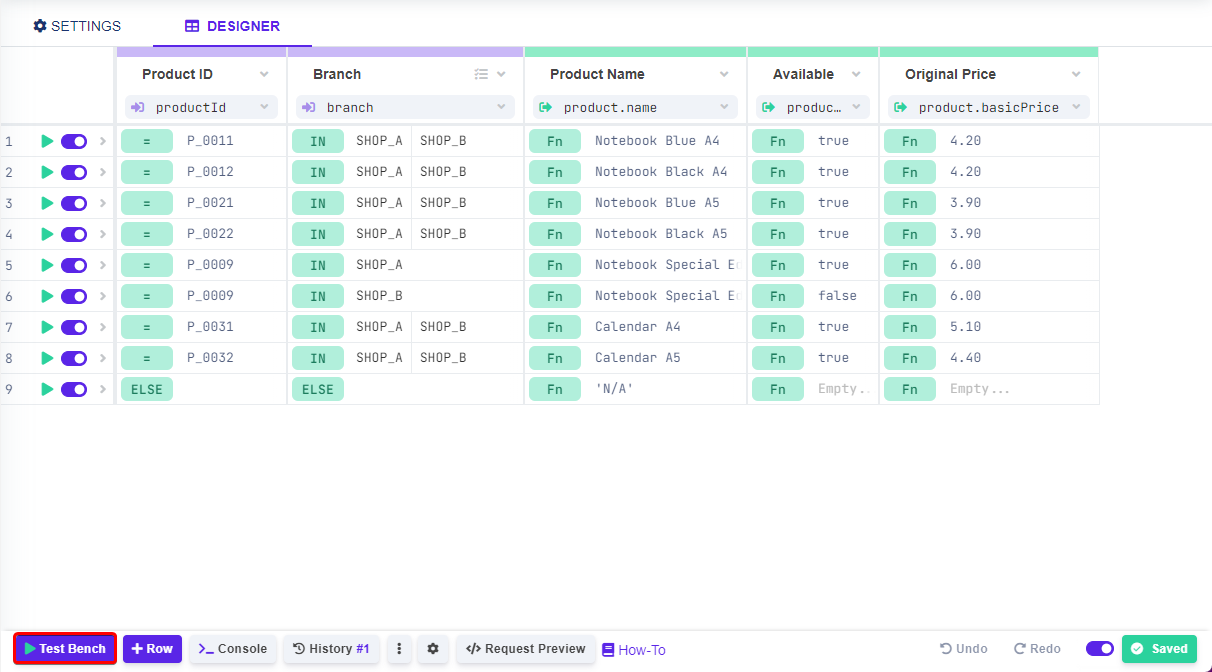 SETTINGS DESIGNER
Product ID Branch Product Name Available Original Price
productId branch product.name produc… product.basicPrice
1 = P_0011 IN SHOP_A SHOP_B Fn Notebook Blue A4 Fn true Fn 4.20
2 = P_0012 IN SHOP_A SHOP_B Fn Notebook Black A4 Fn true Fn 4.20
3 = P_0021 IN SHOP_A SHOP_B Fn Notebook Blue A5 Fn true Fn 3.90
4 = P_0022 IN SHOP_A SHOP_B Fn Notebook Black A5 Fn true Fn 3.90
5 = P_0009 IN SHOP_A Fn Notebook Special Fn true Fn 6.00
6 = P_0009 IN SHOP_B Fn Notebook Special Fn false Fn 6.00
7 = P_0031 IN SHOP_A SHOP_B Fn Calendar A4 Fn true Fn 5.10
8 = P_0032 IN SHOP_A SHOP_B Fn Calendar A5 Fn true Fn 4.40
9 ELSE ELSE Fn 'N/A' Fn Empty.. Fn Empty...
Test Bench + Row >_ Console History #1 </> Request Preview How-To Undo Redo Saved